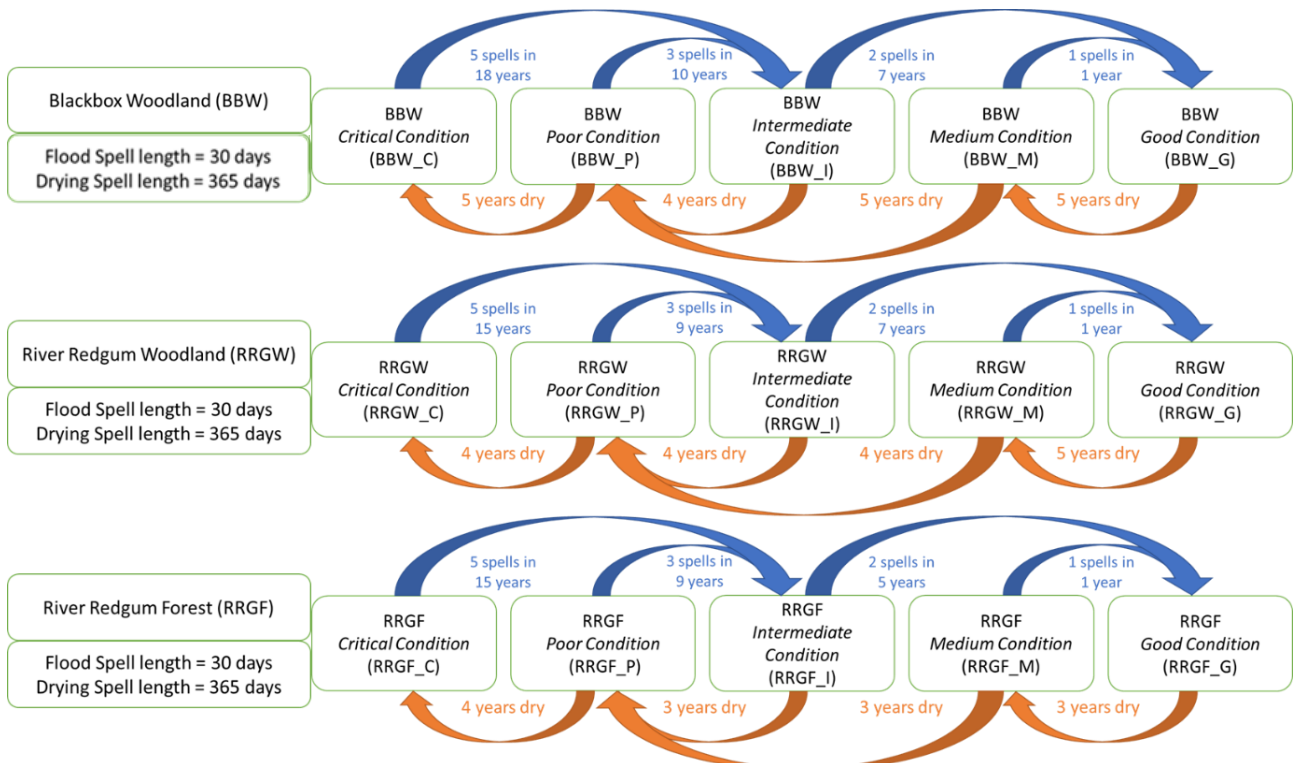 5 spells in
18 years
3 spells in
10 years
2 spells in
7 years
1 spells in
1 year
Blackbox Woodland (BBW)
Flood Spell length = 30 days
Drying Spell length = 365 days
BBW
Critical Condition
(BBW_C)
BBW
Poor Condition
(BBW_P)
BBW
Intermediate
Condition
(BBW_I)
BBW
Medium Condition
(BBW_M)
BBW
Good Condition
(BBW_G)
5 years dry
4 years dry
5 years dry
5 years dry
5 spells in
15 years
3 spells in
9 years
2 spells in
7 years
1 spells in
1 year
River Redgum Woodland (RRGW)
Flood Spell length = 30 days
Drying Spell length = 365 days
RRGW
Critical Condition
(RRGW_C)
RRGW
Poor Condition
(RRGW_P)
RRGW
Intermediate
Condition
(RRGW_I)
RRGW
Medium Condition
(RRGW_M)
RRGW
Good Condition
(RRGW_G)
4 years dry
4 years dry
4 years dry
5 years dry
5 spells in
15 years
3 spells in
9 years
2 spells in
5 years
1 spells in
1 year
River Redgum Forest (RRGF)
Flood Spell length = 30 days
Drying Spell length = 365 days
RRGF
Critical Condition
(RRGF_C)
RRGF
Poor Condition
(RRGF_P)
RRGF
Intermediate
Condition
(RRGF_I)
RRGF
Medium Condition
(RRGF_M)
RRGF
Good Condition
(RRGF_G)
4 years dry
3 years dry
3 years dry
3 years dry